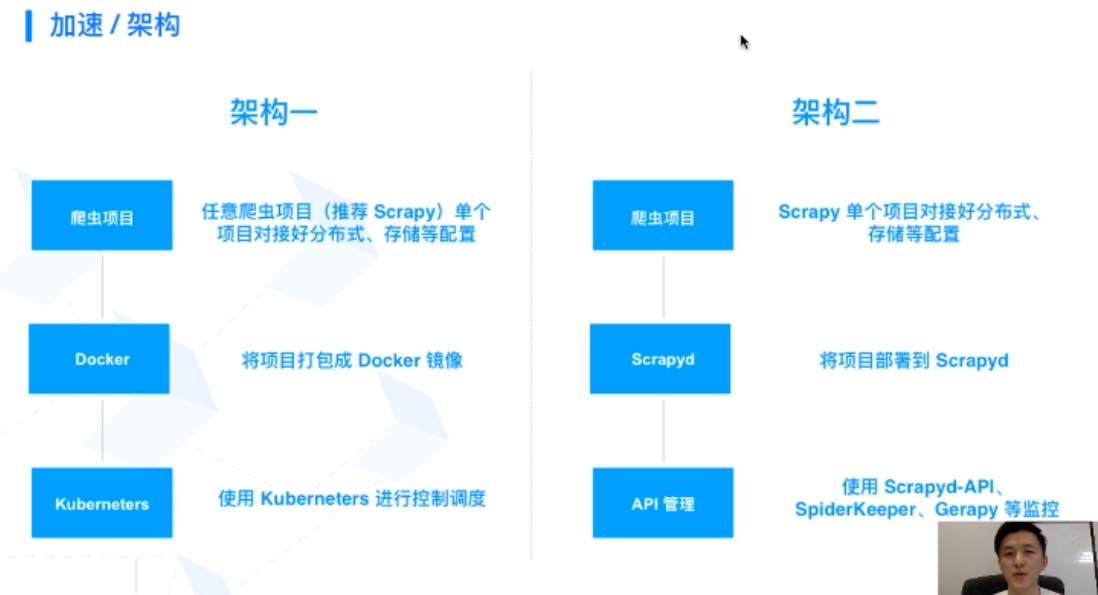 加速 / 架构
架构一
爬虫项目
任意爬虫项目（推荐 Scrapy）单个
项目对接好分布式、存储等配置
Docker
将项目打包成 Docker 镜像
Kuberneters
使用 Kuberneters 进行控制调度
架构二
爬虫项目
Scrapy 单个项目对接好分布式、
存储等配置
Scrapyd
将项目部署到 Scrapyd
API 管理
使用 Scrapyd-API、
SpiderKeeper、Gerapy 等监控